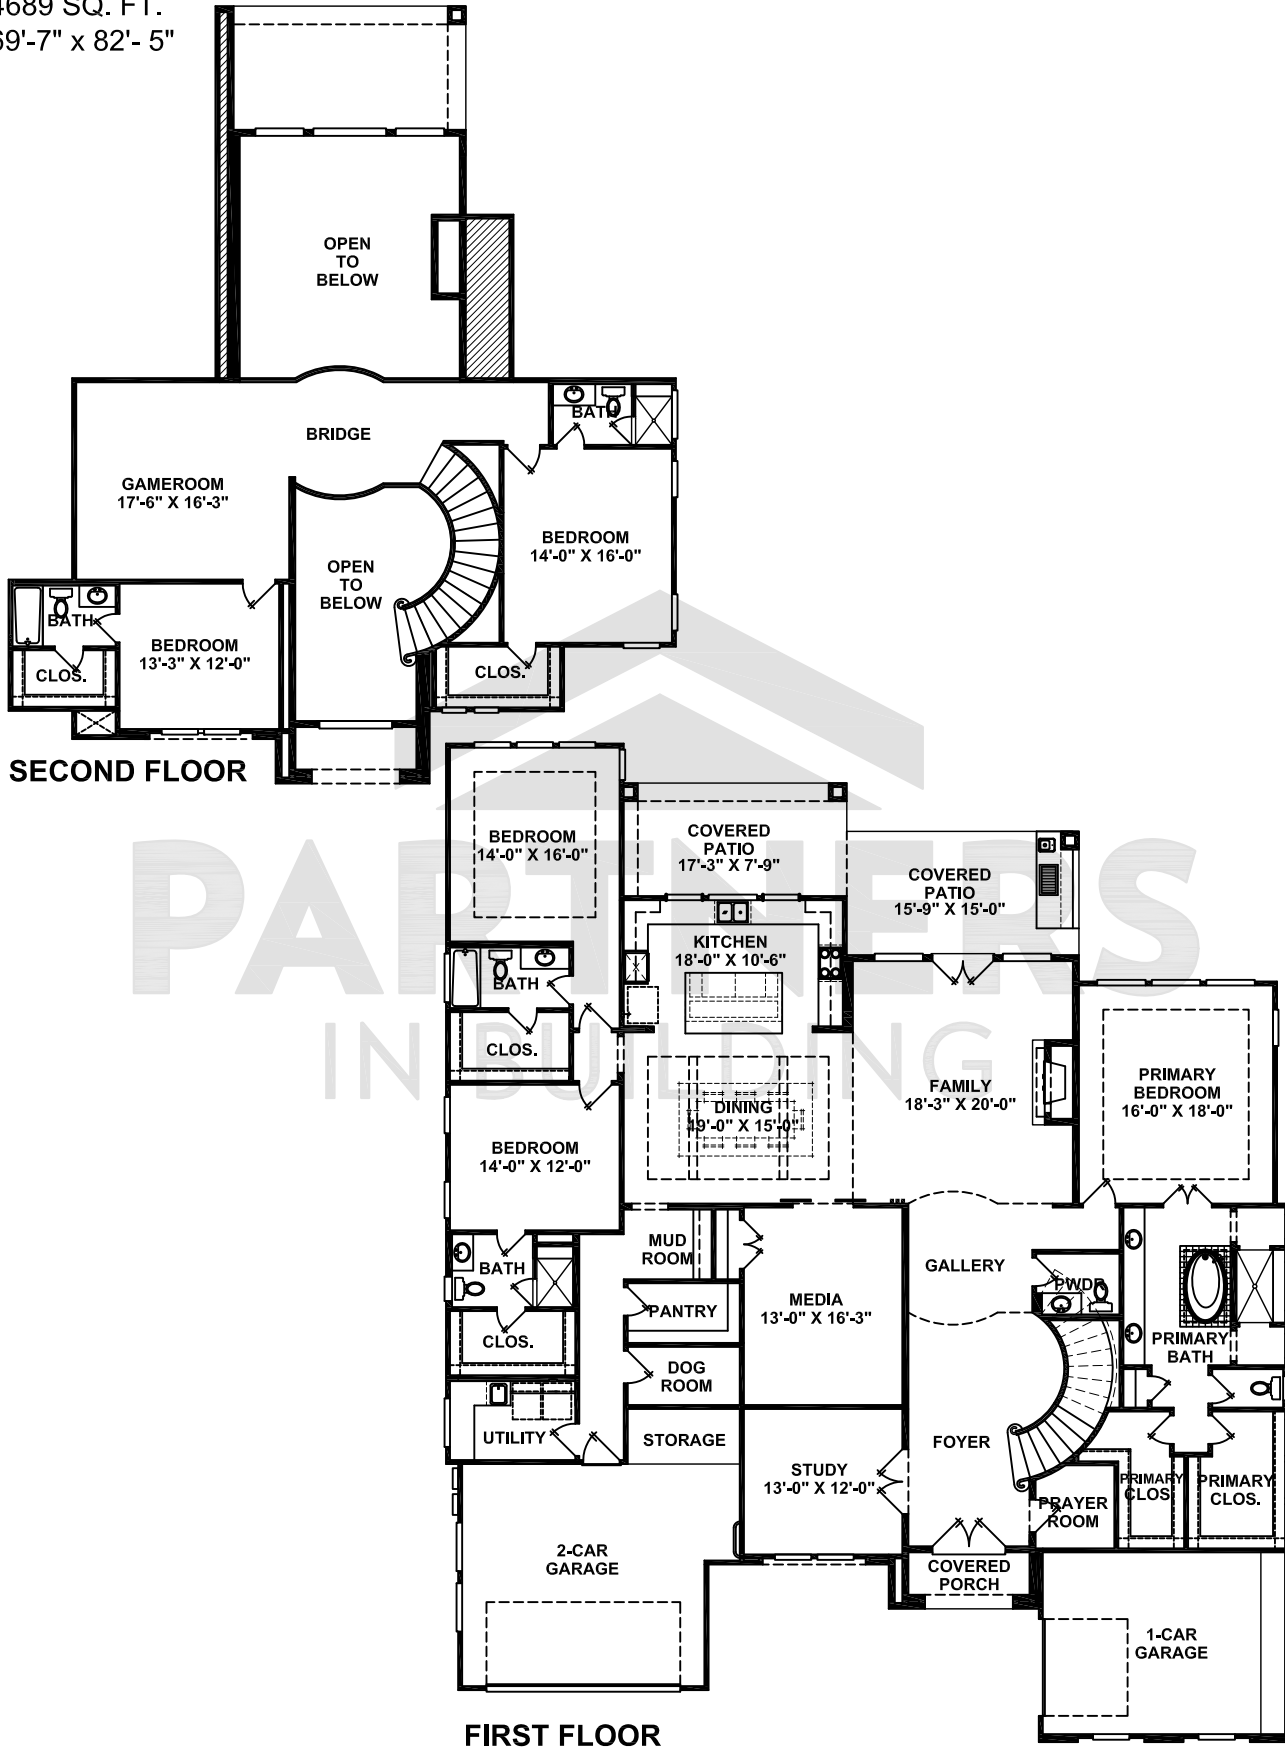 4689 SQ. FT.
69'-7" x 82'- 5"
OPEN
TO
BELOW
BRIDGE
BATH
GAMEROOM
17'-6" X 16'-3"
BEDROOM
14'-0" X 16'-0"
OPEN
TO
BELOW
BATH
BEDROOM
13'-3" X 12'-0"
CLOS.
CLOS.
SECOND FLOOR
PARTNERS
IN BUILDING
BEDROOM
14'-0" X 16'-0"
COVERED
PATIO
17'-3" X 7'-9"
COVERED
PATIO
15'-9" X 15'-0"
KITCHEN
18'-0" X 10'-6"
BATH
CLOS.
FAMILY
18'-3" X 20'-0"
PRIMARY
BEDROOM
16'-0" X 18'-0"
DINING
19'-0" X 15'-0"
BEDROOM
14'-0" X 12'-0"
MUD
ROOM
GALLERY
BATH
PWDR
MEDIA
13'-0" X 16'-3"
PANTRY
CLOS.
PRIMARY
BATH
DOG
ROOM
UTILITY
STORAGE
FOYER
STUDY
13'-0" X 12'-0"
PRIMARY
CLOS.
PRIMARY
CLOS.
PRAYER
ROOM
2-CAR
GARAGE
COVERED
PORCH
1-CAR
GARAGE
FIRST FLOOR